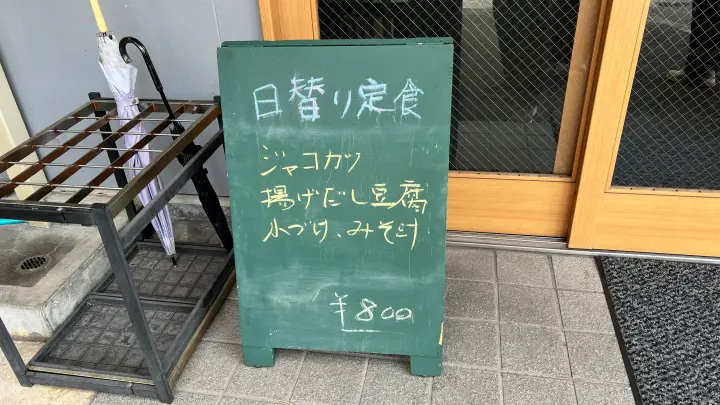 日替り定食
ジャコカツ
揚げだし豆腐
小づけ、みそ汁
¥800